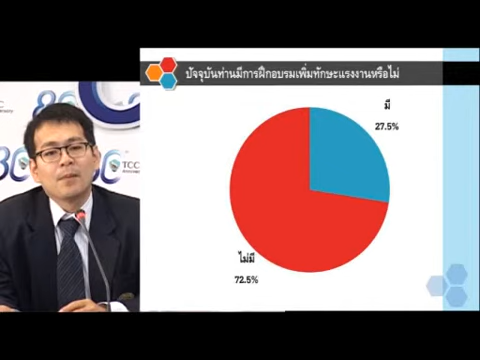 ปัจจุบันท่านมีการฝึกอบรมเพิ่มทักษะแรงงานหรือไม่
มี
27.5%
ไม่มี
72.5%
TCC